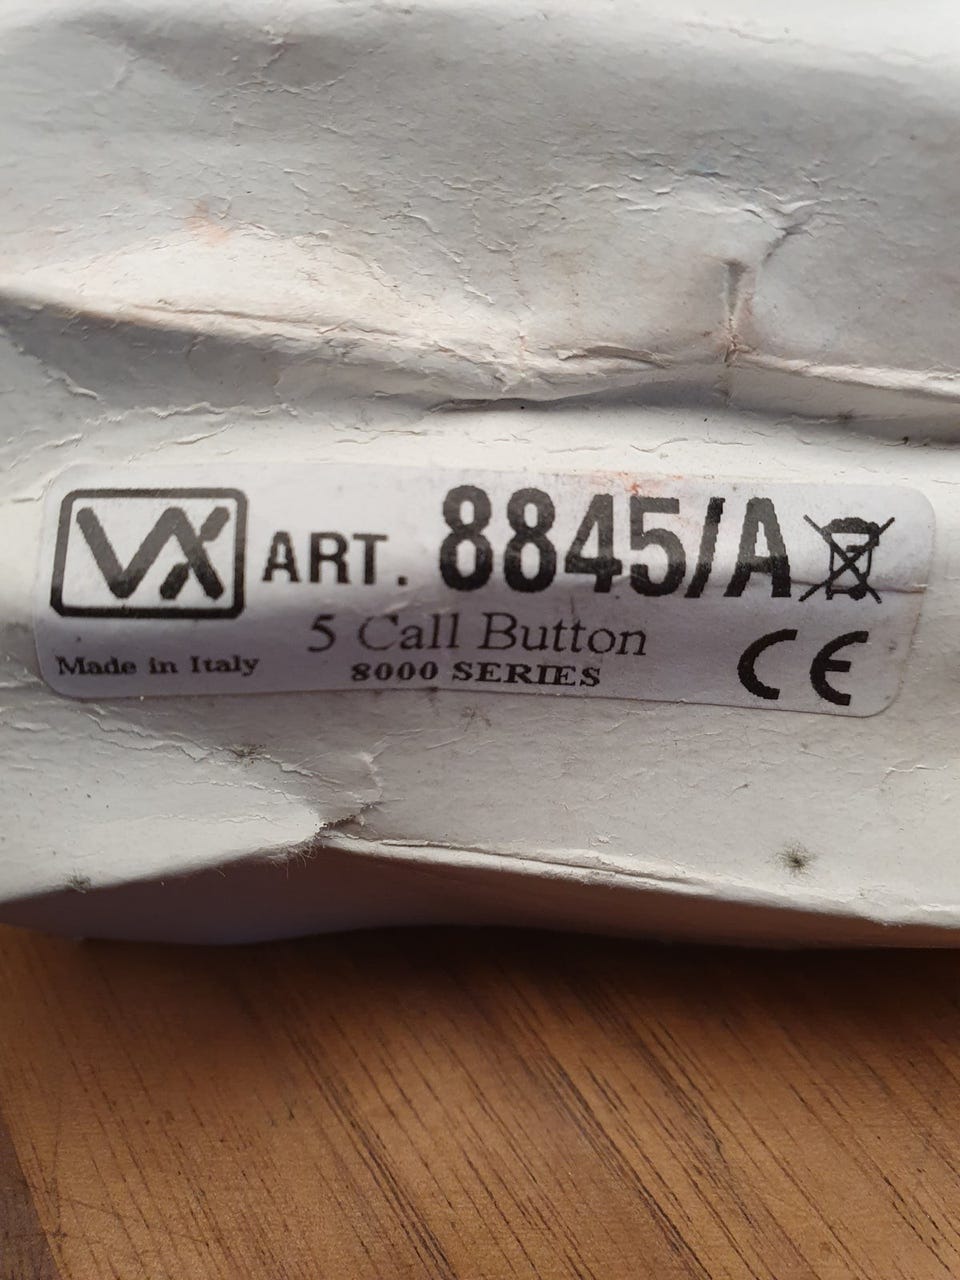 VX ART. 8845/A
5 Call Button
Made in Italy 8000 SERIES CE